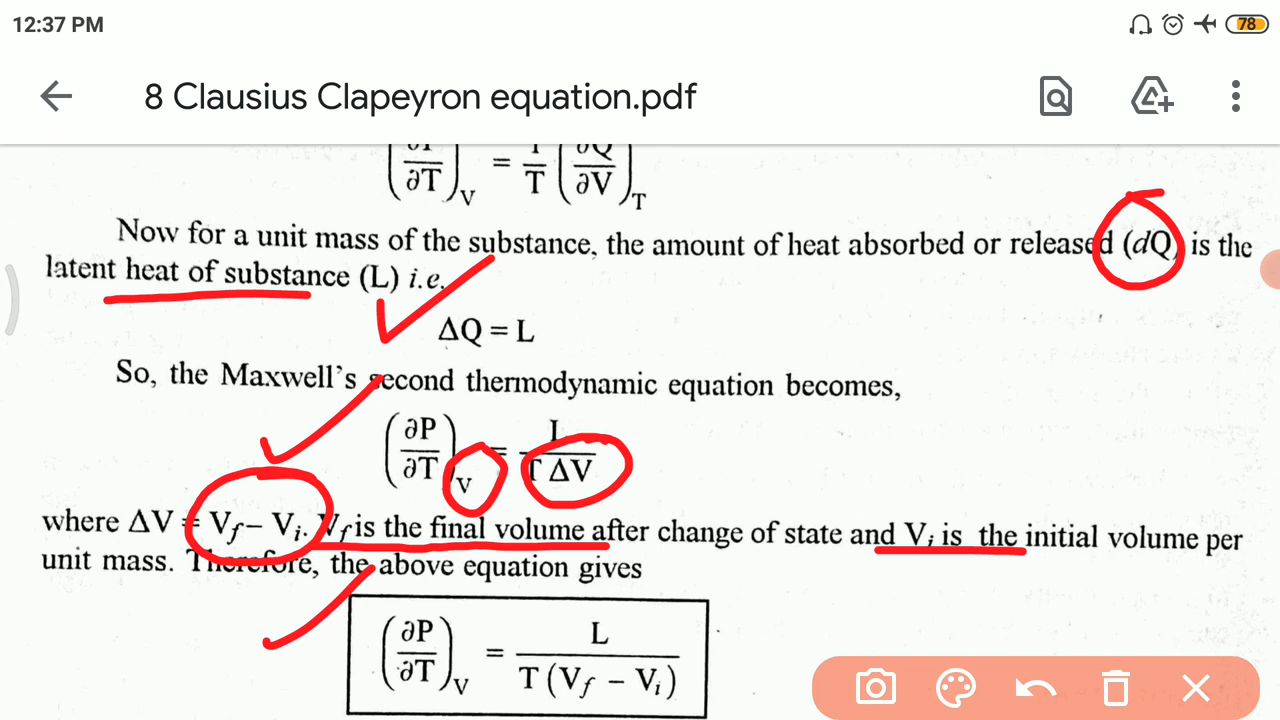 12:37 PM
78
8 Clausius Clapeyron equation.pdf
(∂P/∂T)V = 1/T (∂Q/∂V)T
Now for a unit mass of the substance, the amount of heat absorbed or released (dQ) is the
latent heat of substance (L) i.e.
ΔQ = L
So, the Maxwell's second thermodynamic equation becomes,
(∂P/∂T)V = L/(T ΔV)
where ΔV = Vf – Vi. Vf is the final volume after change of state and Vi is the initial volume per
unit mass. Therefore, the above equation gives
(∂P/∂T)V = L/(T (Vf – Vi))